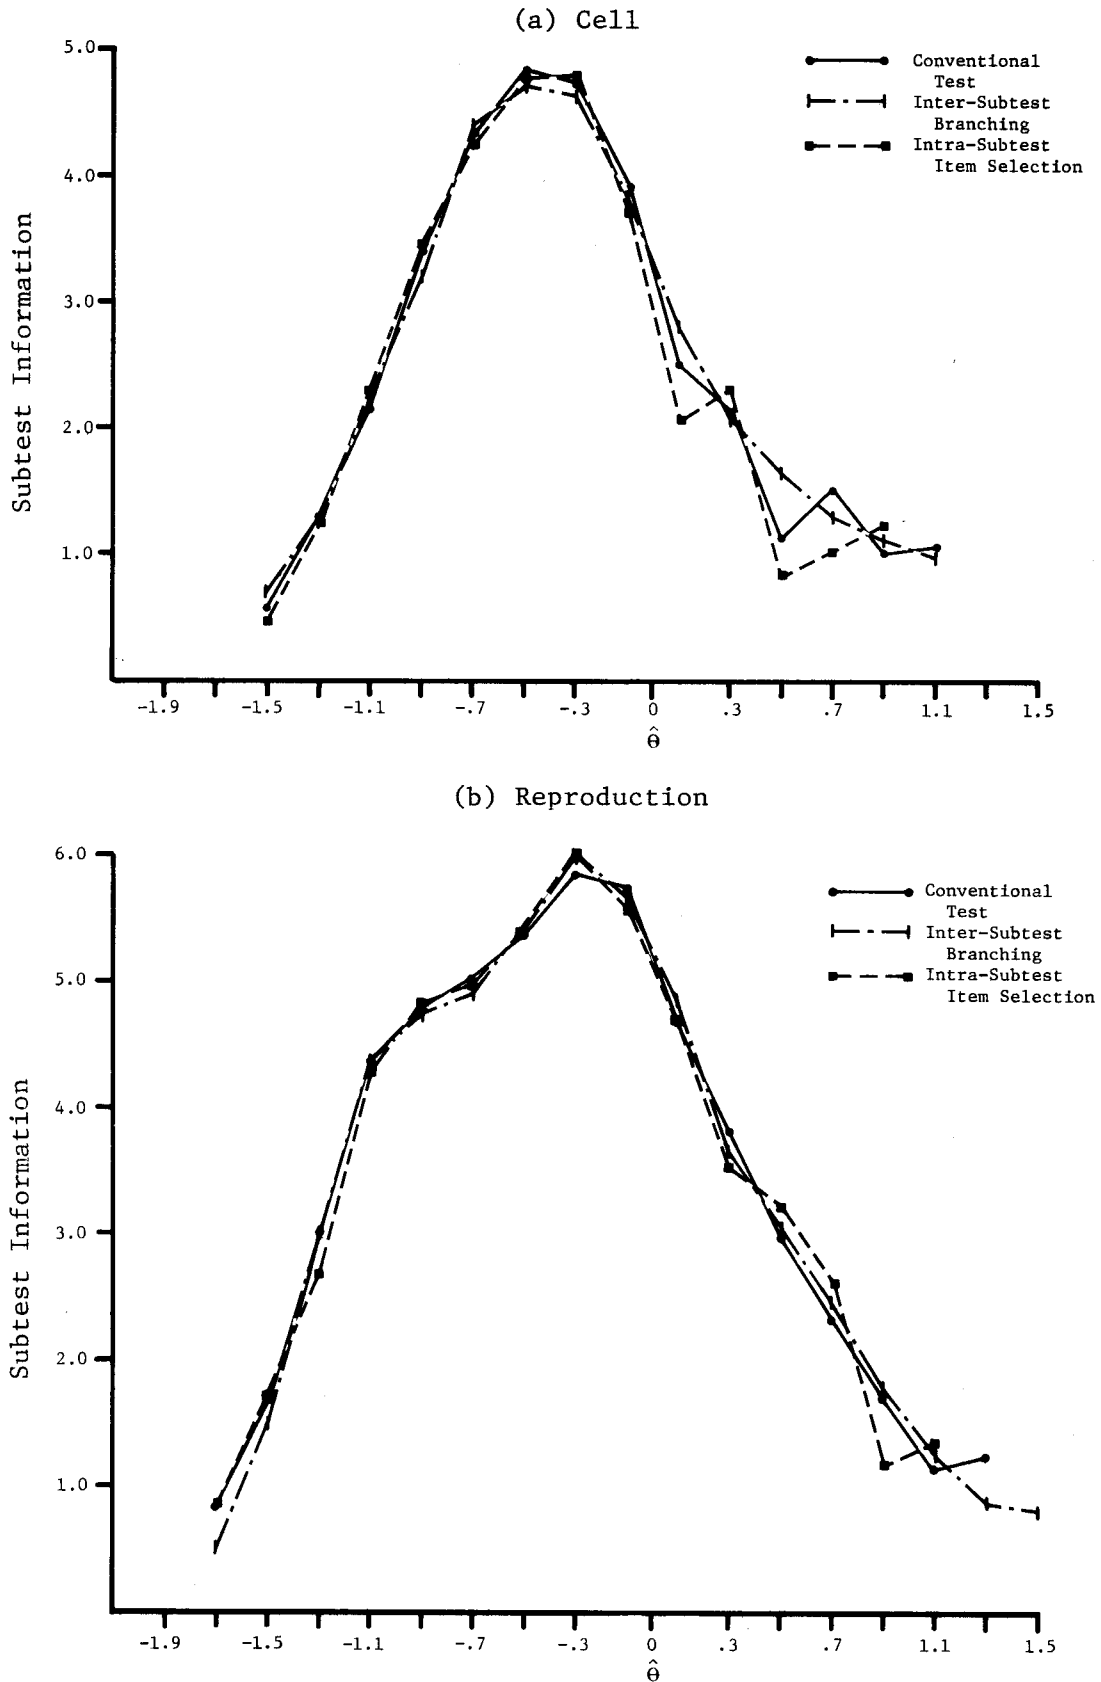 (a) Cell
5.0
4.0
3.0
2.0
1.0
Subtest Information
Conventional
Test
Inter-Subtest
Branching
Intra-Subtest
Item Selection
-1.9 -1.5 -1.1 -.7 -.3 0 .3 .7 1.1 1.5
θ̂
(b) Reproduction
6.0
5.0
4.0
3.0
2.0
1.0
Subtest Information
Conventional
Test
Inter-Subtest
Branching
Intra-Subtest
Item Selection
-1.9 -1.5 -1.1 -.7 -.3 0 .3 .7 1.1 1.5
θ̂